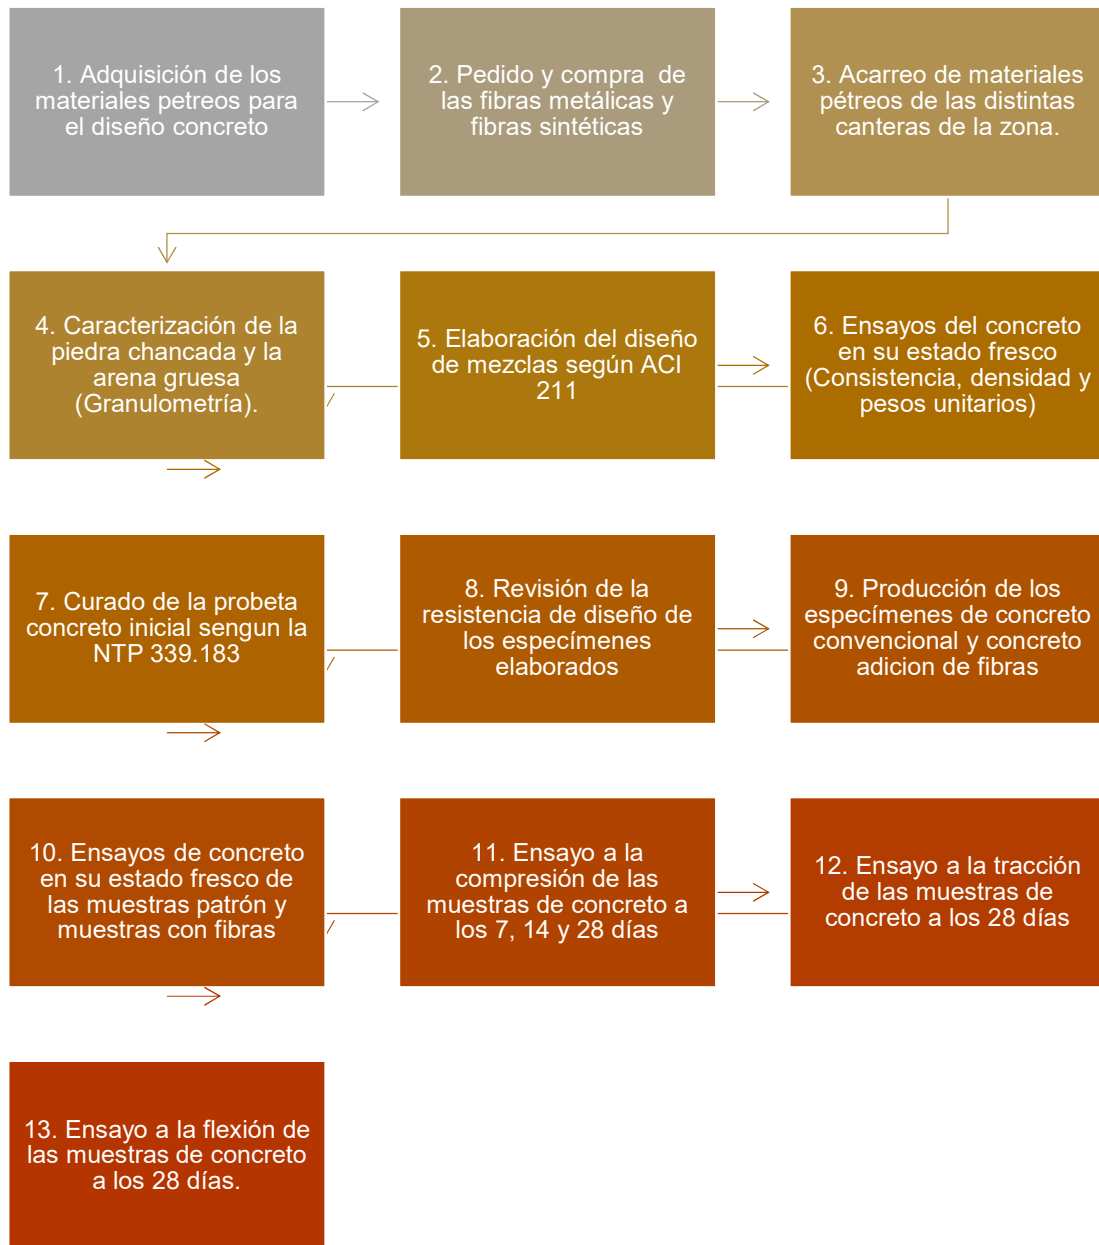 1. Adquisición de los
materiales petreos para
el diseño concreto
2. Pedido y compra  de
las fibras metálicas y
fibras sintéticas
3. Acarreo de materiales
pétreos de las distintas
canteras de la zona.
4. Caracterización de la
piedra chancada y la
arena gruesa
(Granulometría).
5. Elaboración del diseño
de mezclas según ACI
211
6. Ensayos del concreto
en su estado fresco
(Consistencia, densidad y
pesos unitarios)
7. Curado de la probeta
concreto inicial sengun la
NTP 339.183
8. Revisión de la
resistencia de diseño de
los especímenes
elaborados
9. Producción de los
especímenes de concreto
convencional y concreto
adicion de fibras
10. Ensayos de concreto
en su estado fresco de
las muestras patrón y
muestras con fibras
11. Ensayo a la
compresión de las
muestras de concreto a
los 7, 14 y 28 días
12. Ensayo a la tracción
de las muestras de
concreto a los 28 días
13. Ensayo a la flexión de
las muestras de concreto
a los 28 días.